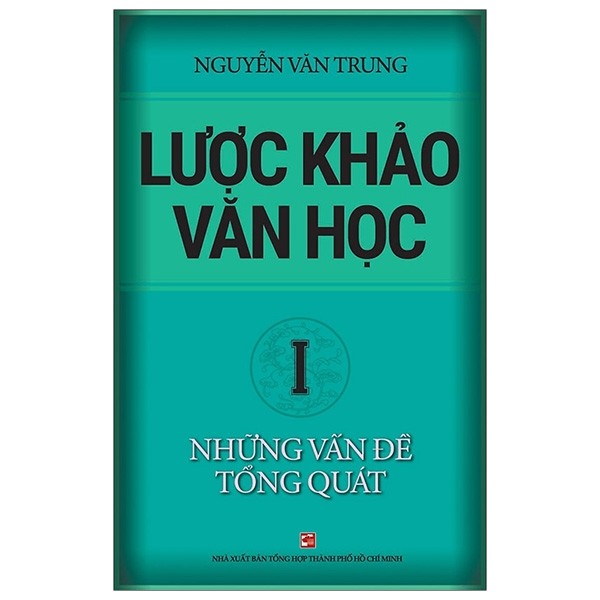 NGUYỄN VĂN TRUNG
LƯỢC KHẢO
VĂN HỌC
I
NHỮNG VẤN ĐỀ
TỔNG QUÁT
NHÀ XUẤT BẢN TỔNG HỢP THÀNH PHỐ HỒ CHÍ MINH